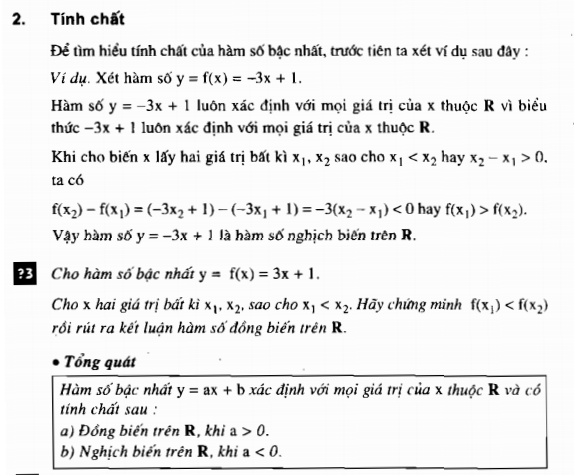 2. Tính chất
Để tìm hiểu tính chất của hàm số bậc nhất, trước tiên ta xét ví dụ sau đây :
Ví dụ. Xét hàm số y = f(x) = −3x + 1.
Hàm số y = −3x + 1 luôn xác định với mọi giá trị của x thuộc R vì biểu
thức −3x + 1 luôn xác định với mọi giá trị của x thuộc R.
Khi cho biến x lấy hai giá trị bất kì x₁, x₂ sao cho x₁ < x₂ hay x₂ − x₁ > 0,
ta có
f(x₂) − f(x₁) = (−3x₂ + 1) − (−3x₁ + 1) = −3(x₂ − x₁) < 0 hay f(x₁) > f(x₂).
Vậy hàm số y = −3x + 1 là hàm số nghịch biến trên R.
?3 Cho hàm số bậc nhất y = f(x) = 3x + 1.
Cho x hai giá trị bất kì x₁, x₂, sao cho x₁ < x₂. Hãy chứng minh f(x₁) < f(x₂)
rồi rút ra kết luận hàm số đồng biến trên R.
• Tổng quát
Hàm số bậc nhất y = ax + b xác định với mọi giá trị của x thuộc R và có
tính chất sau :
a) Đồng biến trên R, khi a > 0.
b) Nghịch biến trên R, khi a < 0.